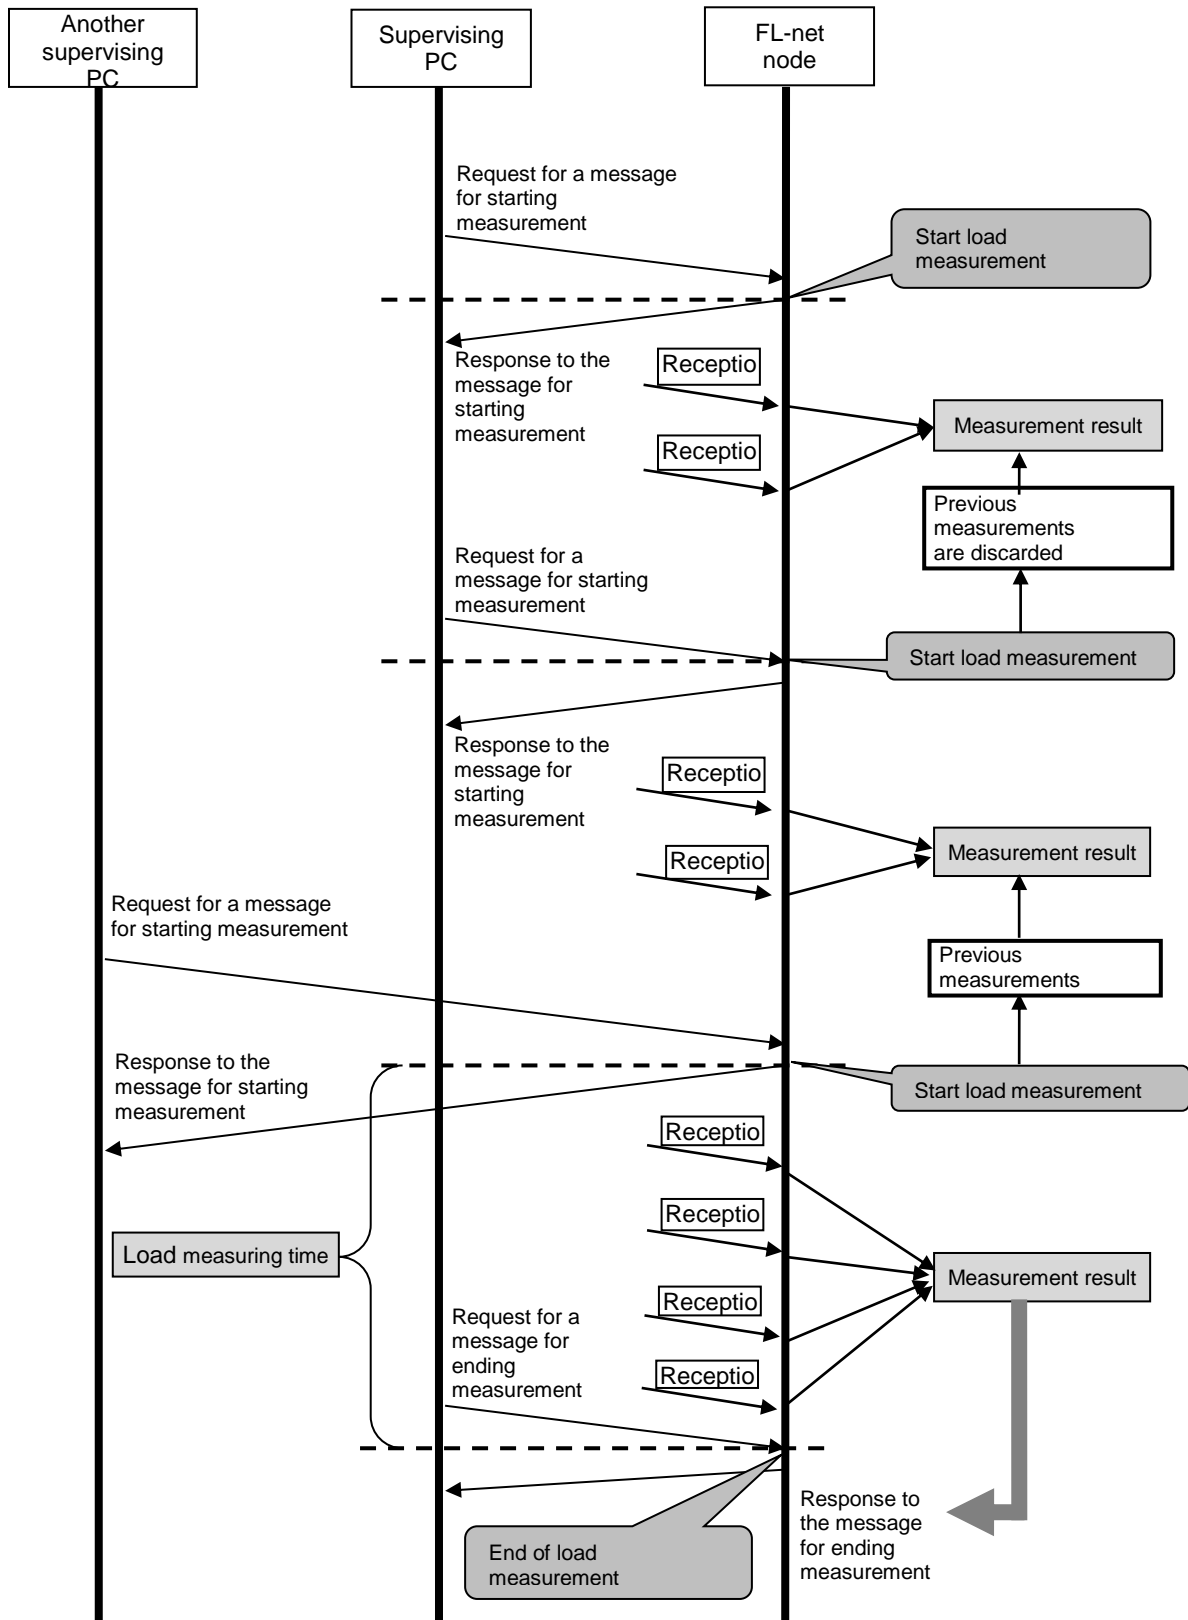 Another
supervising
PC
Supervising
PC
FL-net
node
Request for a message
for starting
measurement
Start load
measurement
Response to the
message for
starting
measurement
Receptio
Measurement result
Receptio
Previous
measurements
are discarded
Request for a
message for starting
measurement
Start load measurement
Response to the
message for
starting
measurement
Receptio
Measurement result
Receptio
Request for a message
for starting measurement
Previous
measurements
Response to the
message for starting
measurement
Start load measurement
Receptio
Receptio
Load measuring time
Measurement result
Receptio
Request for a
message for
ending
measurement
Receptio
Response to
the message
for ending
measurement
End of load
measurement